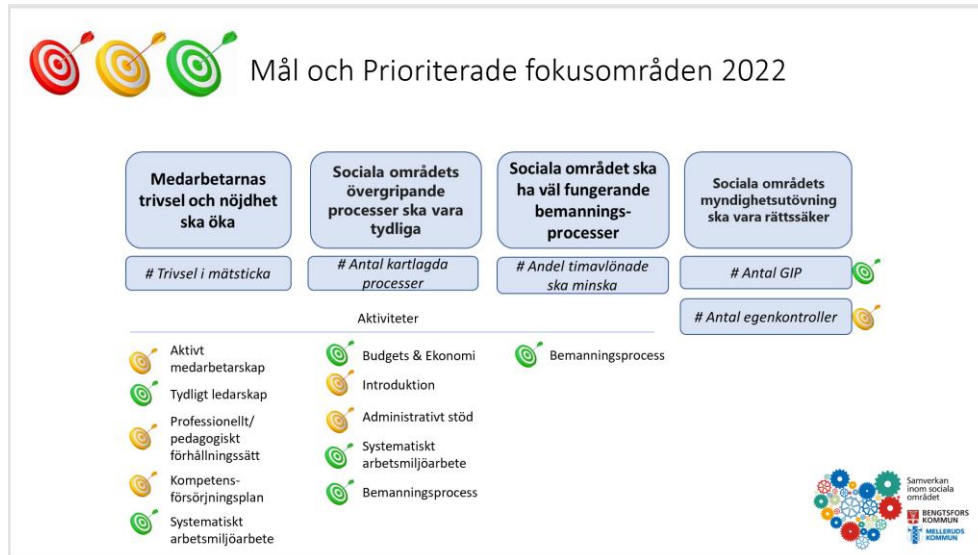 Mål och Prioriterade fokusområden 2022
Medarbetarnas
trivsel och nöjdhet
ska öka
Sociala områdets
övergripande
processer ska vara
tydliga
Sociala området ska
ha väl fungerande
bemannings-
processer
Sociala områdets
myndighetsutövning
ska vara rättssäker
# Trivsel i mätsticka
# Antal kartlagda
processer
# Andel timavlönade
ska minska
# Antal GIP
# Antal egenkontroller
Aktiviteter
Aktivt
medarbetarskap
Tydligt ledarskap
Professionellt/
pedagogiskt
förhållningssätt
Kompetens-
försörjningsplan
Systematiskt
arbetsmiljöarbete
Budgets & Ekonomi
Introduktion
Administrativt stöd
Systematiskt
arbetsmiljöarbete
Bemanningsprocess
Bemanningsprocess
Samverkan
inom sociala
området
BENGTSFORS
KOMMUN
MELLERUDS
KOMMUN